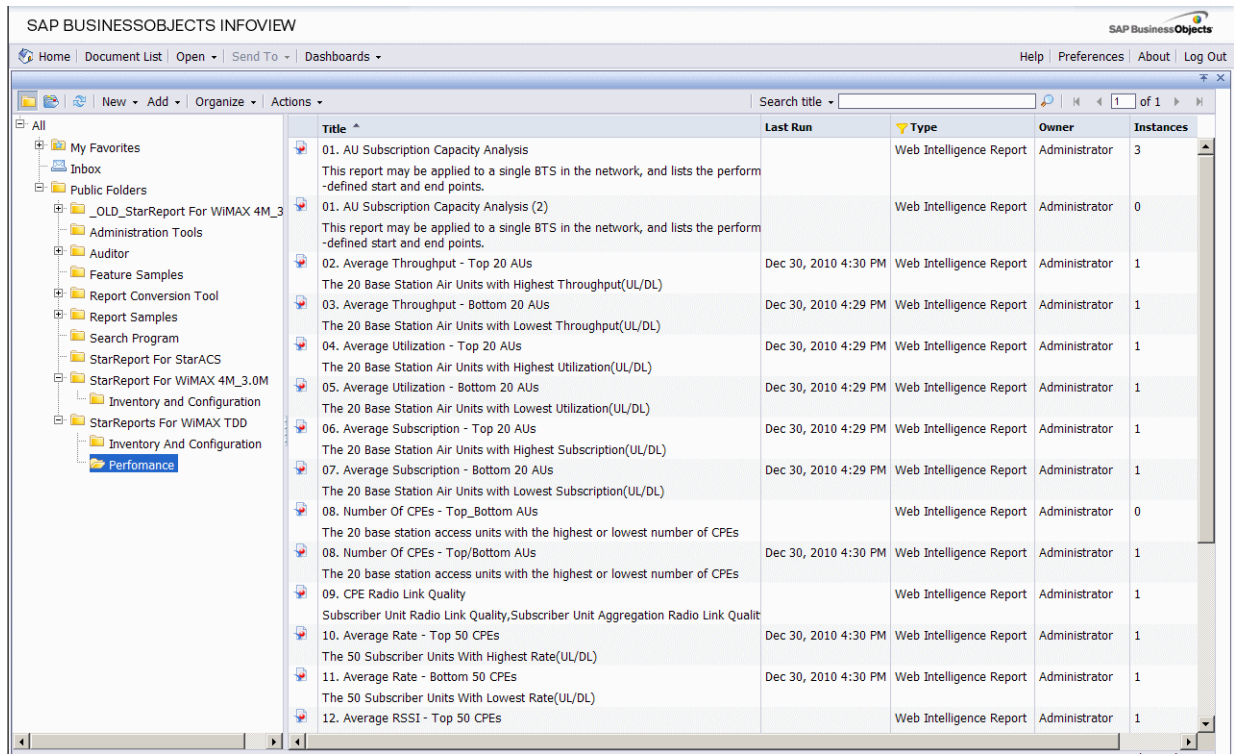 SAP BUSINESSOBJECTS INFOVIEW
SAP BusinessObjects
Home Document List Open Send To Dashboards Help Preferences About Log Out
New Add Organize Actions Search title 1 of 1
All
My Favorites
Inbox
Public Folders
_OLD_StarReport For WiMAX 4M_3
Administration Tools
Auditor
Feature Samples
Report Conversion Tool
Report Samples
Search Program
StarReport For StarACS
StarReport For WiMAX 4M_3.0M
Inventory and Configuration
StarReports For WiMAX TDD
Inventory And Configuration
Perfomance
Title Last Run Type Owner Instances
01. AU Subscription Capacity Analysis Web Intelligence Report Administrator 3
This report may be applied to a single BTS in the network, and lists the perform
-defined start and end points.
01. AU Subscription Capacity Analysis (2) Web Intelligence Report Administrator 0
This report may be applied to a single BTS in the network, and lists the perform
-defined start and end points.
02. Average Throughput - Top 20 AUs Dec 30, 2010 4:30 PM Web Intelligence Report Administrator 1
The 20 Base Station Air Units with Highest Throughput(UL/DL)
03. Average Throughput - Bottom 20 AUs Dec 30, 2010 4:29 PM Web Intelligence Report Administrator 1
The 20 Base Station Air Units with Lowest Throughput(UL/DL)
04. Average Utilization - Top 20 AUs Dec 30, 2010 4:29 PM Web Intelligence Report Administrator 1
The 20 Base Station Air Units with Highest Utilization(UL/DL)
05. Average Utilization - Bottom 20 AUs Dec 30, 2010 4:29 PM Web Intelligence Report Administrator 1
The 20 Base Station Air Units with Lowest Utilization(UL/DL)
06. Average Subscription - Top 20 AUs Dec 30, 2010 4:29 PM Web Intelligence Report Administrator 1
The 20 Base Station Air Units with Highest Subscription(UL/DL)
07. Average Subscription - Bottom 20 AUs Dec 30, 2010 4:29 PM Web Intelligence Report Administrator 1
The 20 Base Station Air Units with Lowest Subscription(UL/DL)
08. Number Of CPEs - Top_Bottom AUs Web Intelligence Report Administrator 0
The 20 base station access units with the highest or lowest number of CPEs
08. Number Of CPEs - Top/Bottom AUs Dec 30, 2010 4:30 PM Web Intelligence Report Administrator 1
The 20 base station access units with the highest or lowest number of CPEs
09. CPE Radio Link Quality Web Intelligence Report Administrator 1
Subscriber Unit Radio Link Quality,Subscriber Unit Aggregation Radio Link Qualit
10. Average Rate - Top 50 CPEs Dec 30, 2010 4:30 PM Web Intelligence Report Administrator 1
The 50 Subscriber Units With Highest Rate(UL/DL)
11. Average Rate - Bottom 50 CPEs Dec 30, 2010 4:30 PM Web Intelligence Report Administrator 1
The 50 Subscriber Units With Lowest Rate(UL/DL)
12. Average RSSI - Top 50 CPEs Web Intelligence Report Administrator 1